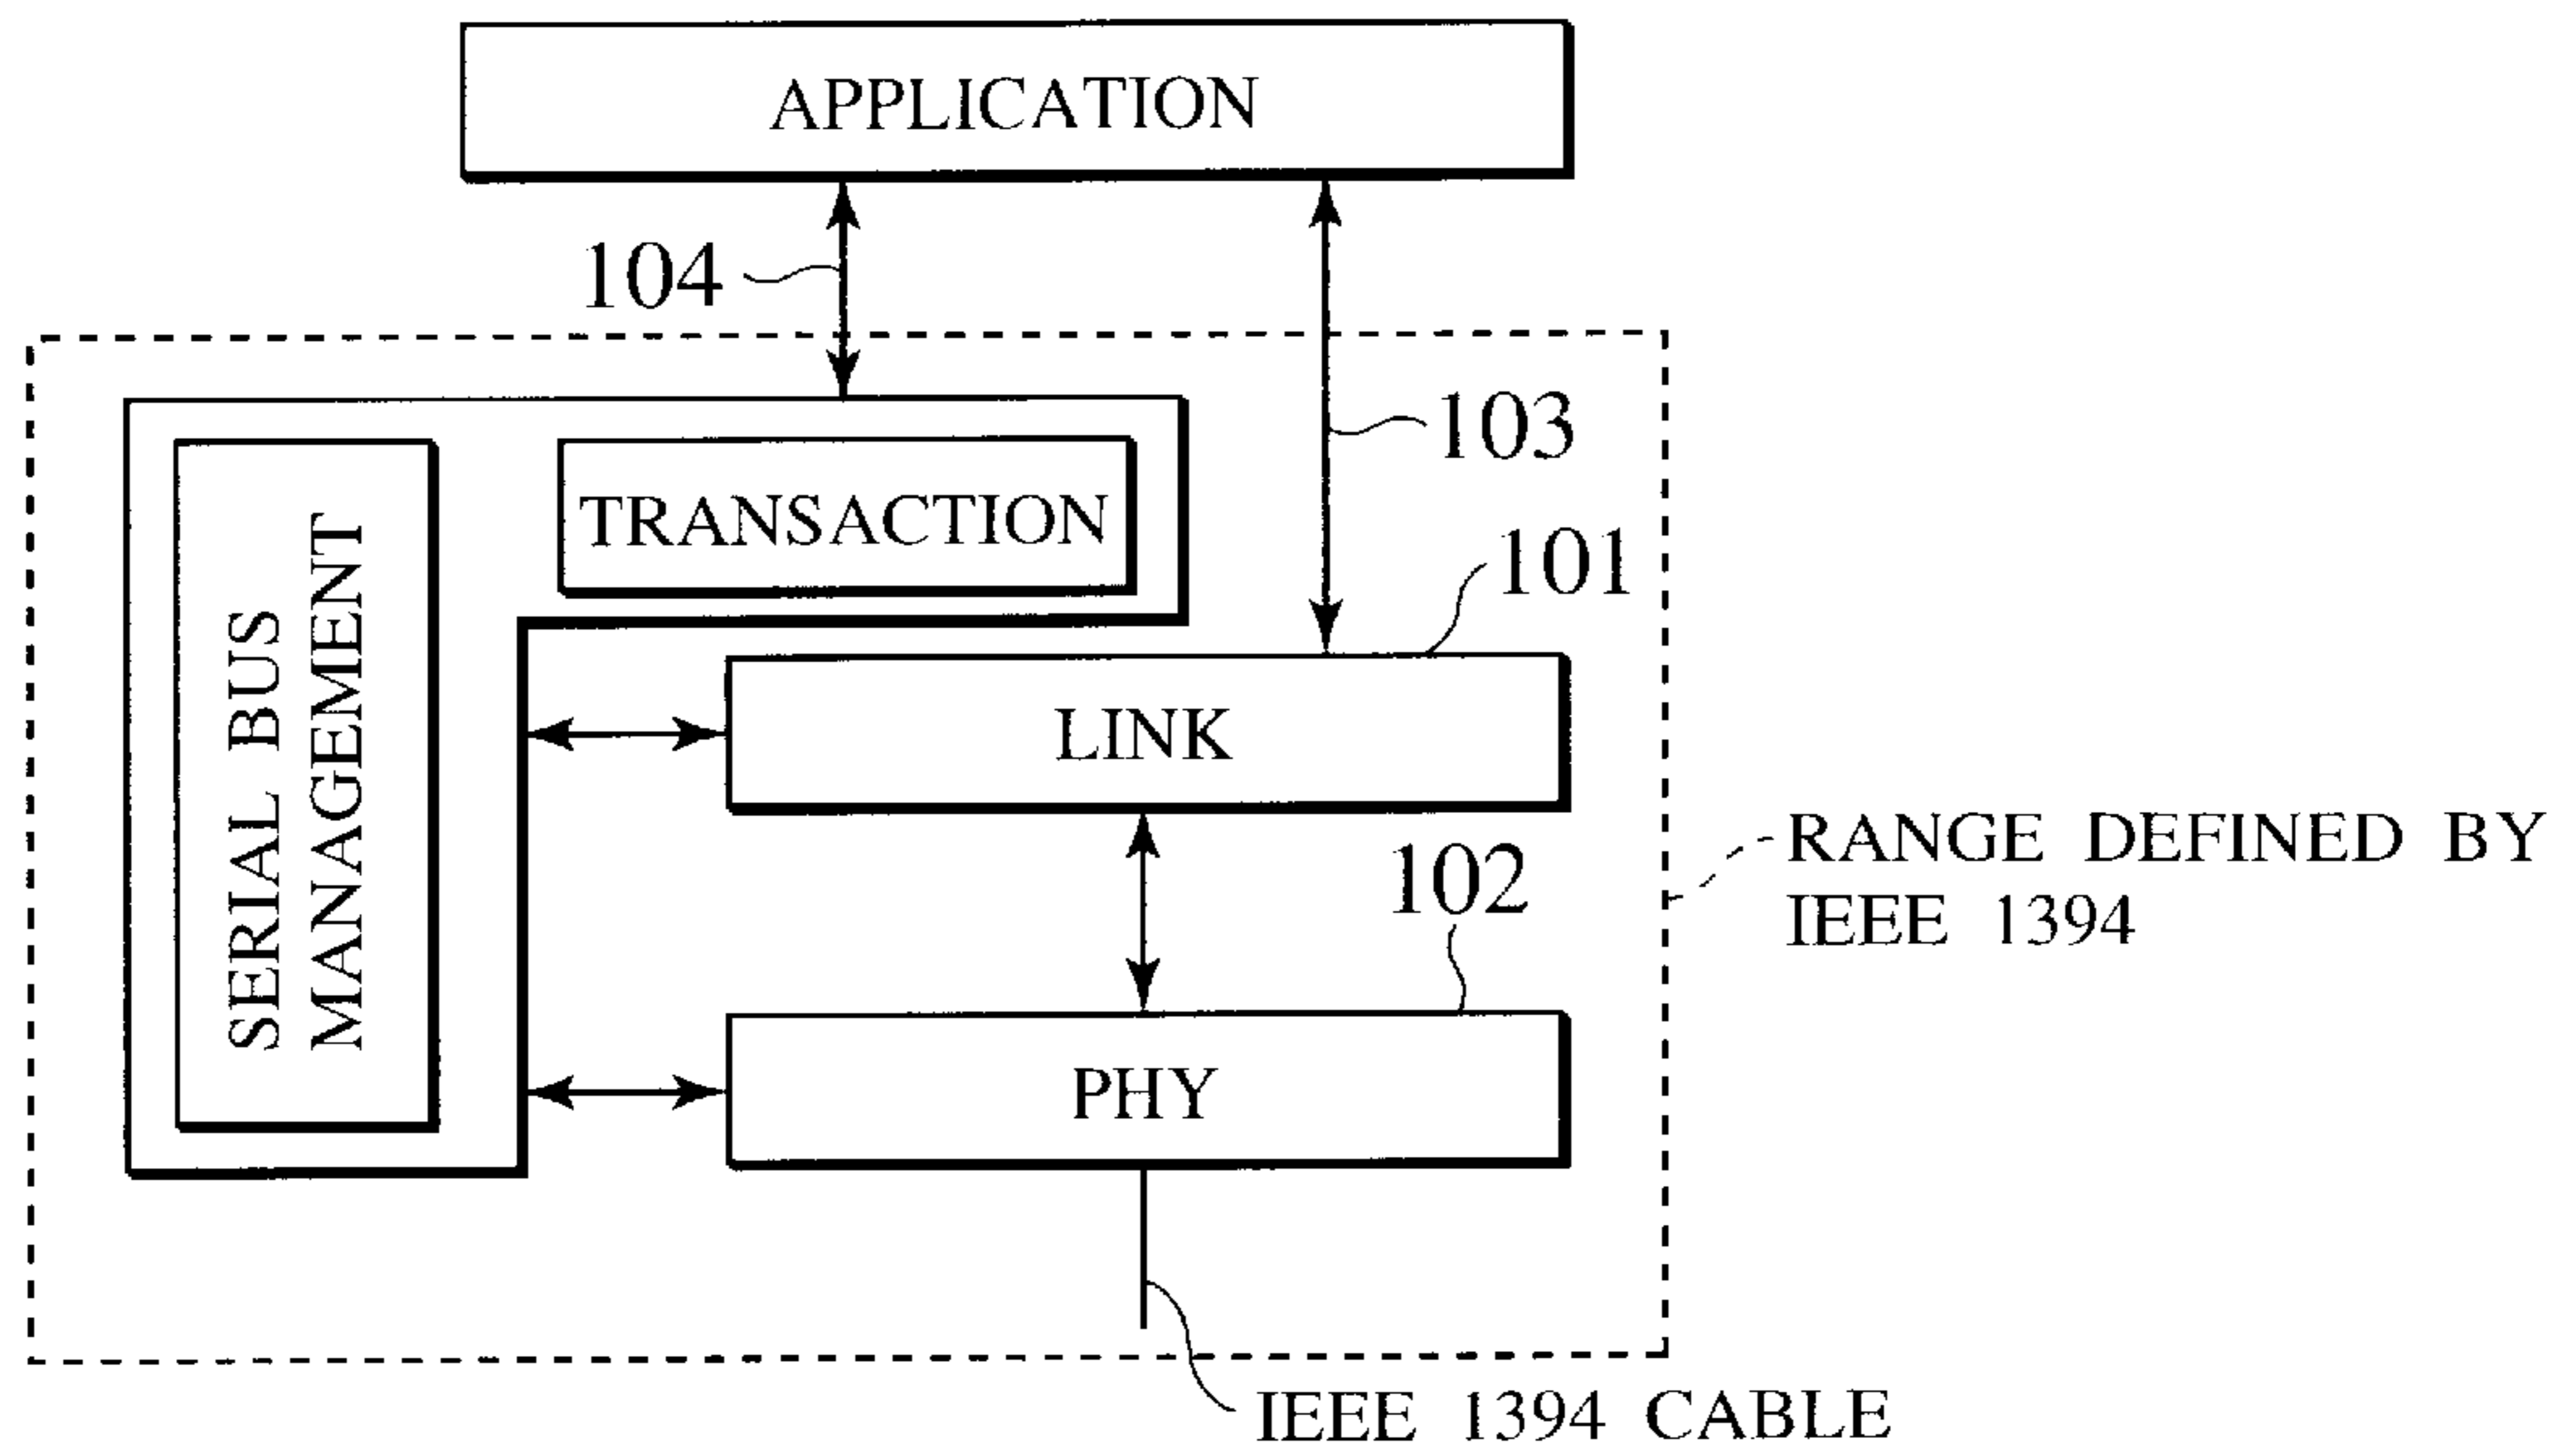 APPLICATION
104
103
TRANSACTION
101
SERIAL BUS
MANAGEMENT
LINK
RANGE DEFINED BY
IEEE 1394
102
PHY
IEEE 1394 CABLE